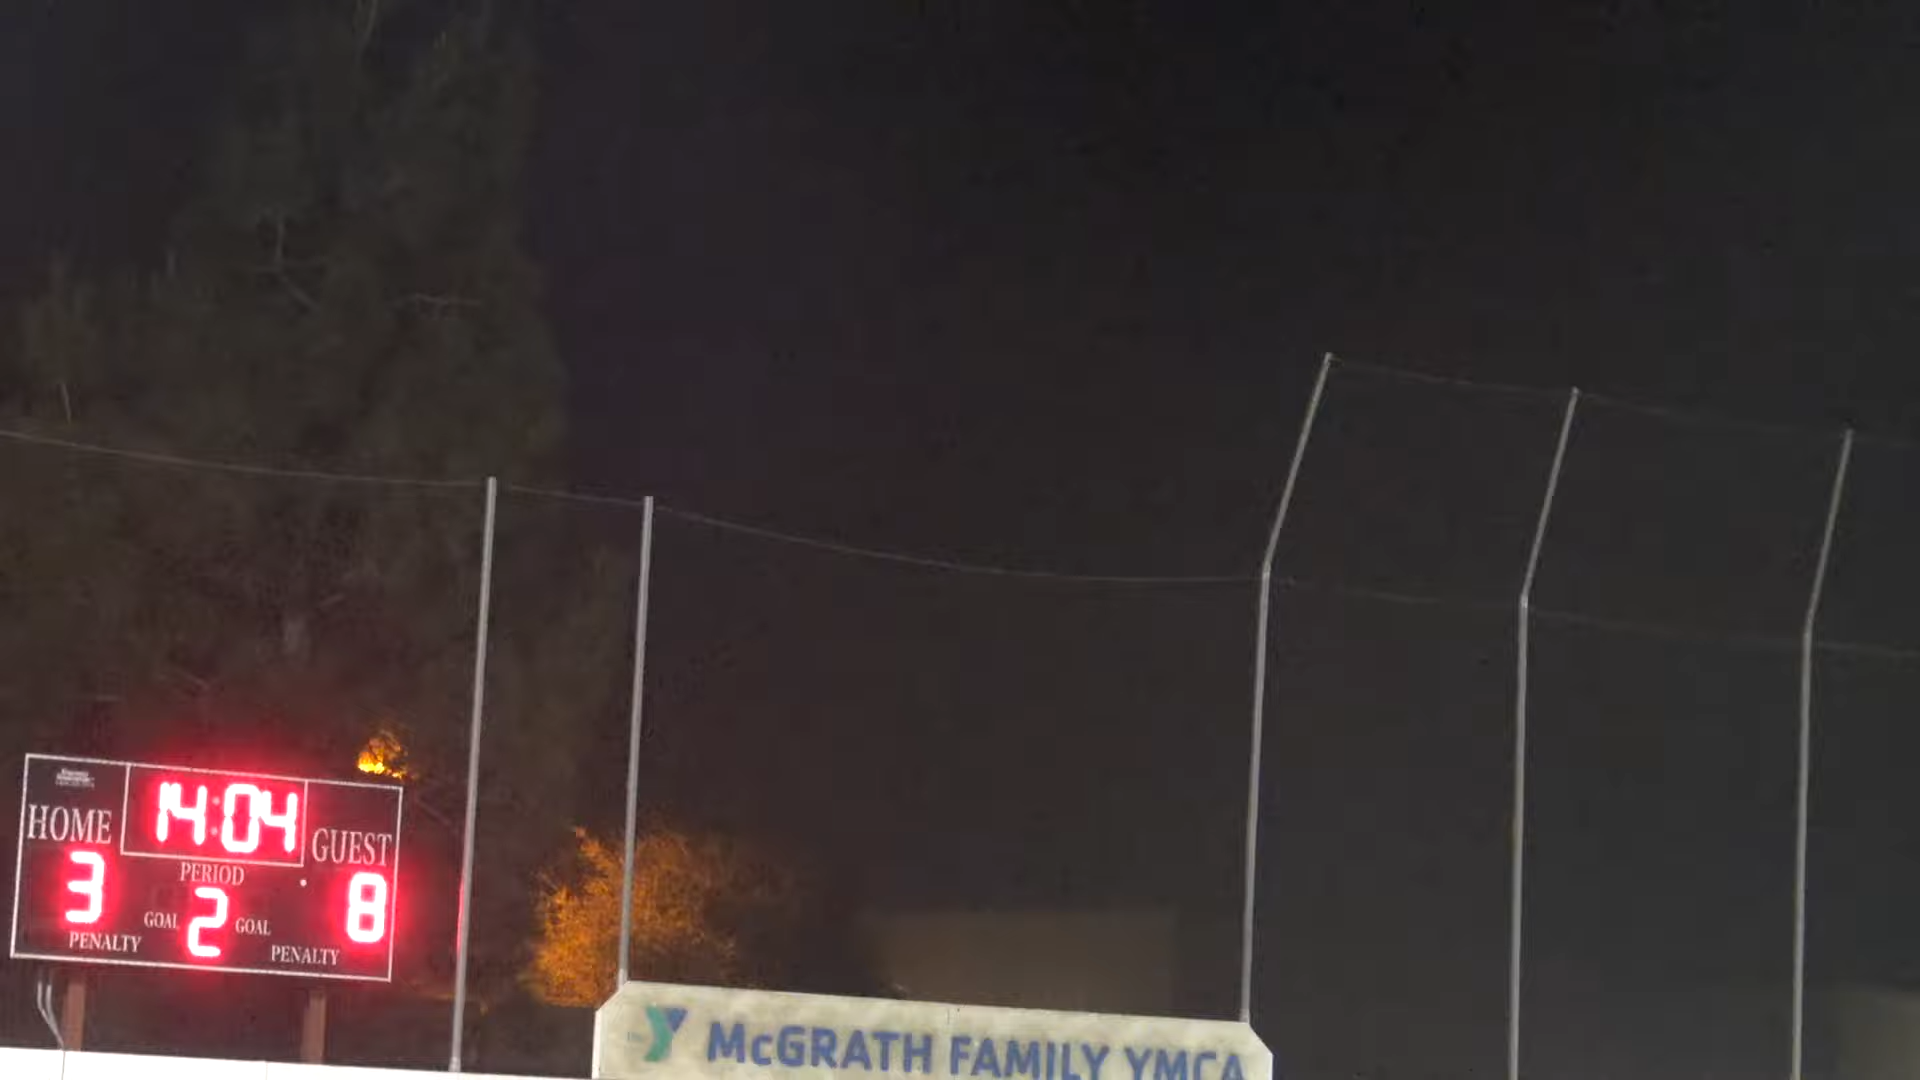 14:04
HOME
GUEST
PERIOD
3
8
GOAL 2 GOAL
PENALTY
PENALTY
McGRATH FAMILY YMCA